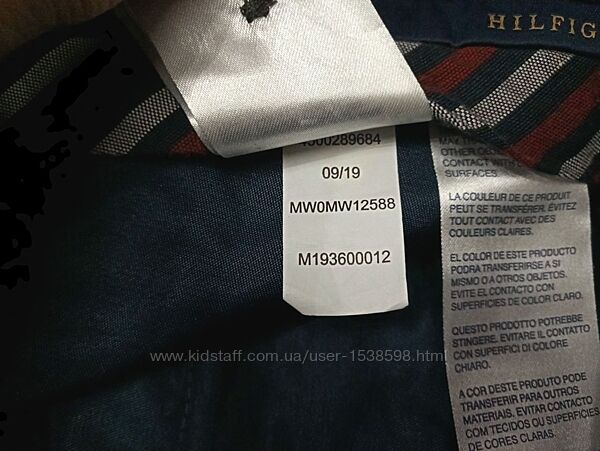 HILFIG
4300289684
09/19
MW0MW12588
M193600012
MAY TR
OTHER
CONTACT WITH
SURFACES.
LA COULEUR DE CE PRODUIT
PEUT SE TRANSFÉRER. ÉVITEZ
TOUT CONTACT AVEC DES
COULEURS CLAIRES.
EL COLOR DE ESTE PRODUCTO
PODRA TRANSFERIRSE A SI
MISMO O A OTROS OBJETOS.
EVITE EL CONTACTO CON
SUPERFICIES DE COLOR CLARO.
QUESTO PRODOTTO POTREBBE
STINGERE. EVITARE IL CONTATTO
CON SUPERFICI DI COLORE
CHIARO.
A COR DESTE PRODUTO PODE
TRANSFERIR PARA OUTROS
MATERIAIS. EVITAR CONTACTO
COM TECIDOS OU SUPERFÍCIES
DE CORES CLARAS.
www.kidstaff.com.ua/user-1538598.html